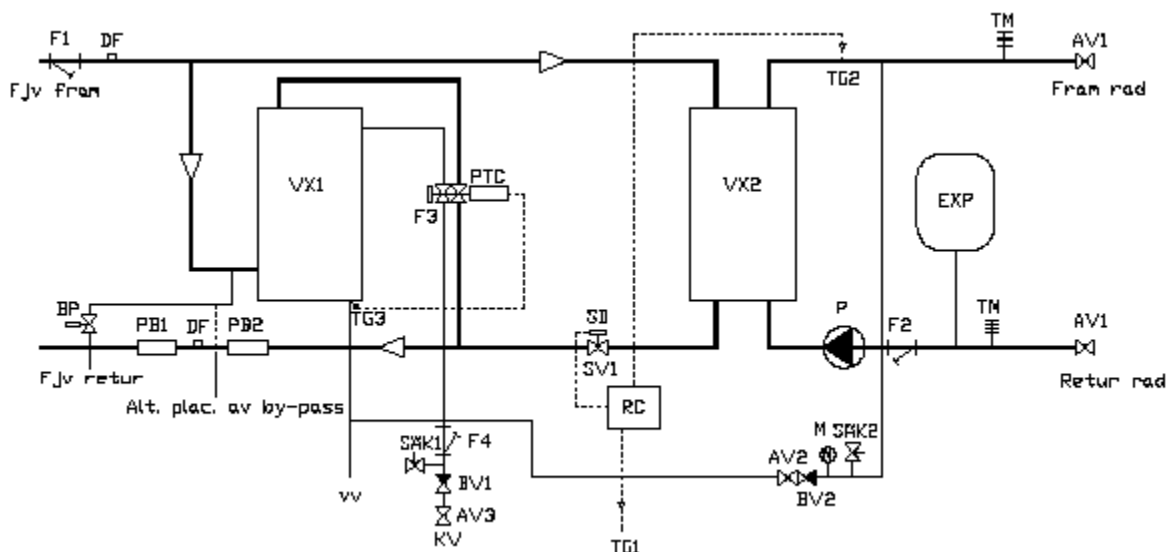 F1
DF
TM
AV1
Fjv fram
TG2
Fram rad
VX1
PTC
VX2
F3
EXP
BP
PB1
DF
PB2
TG3
SD
P
F2
TM
AV1
SV1
Fjv retur
Retur rad
Alt. plac. av by-pass
RC
SÄK1
F4
M
SÄK2
AV2
BV1
BV2
VV
AV3
KV
TG1